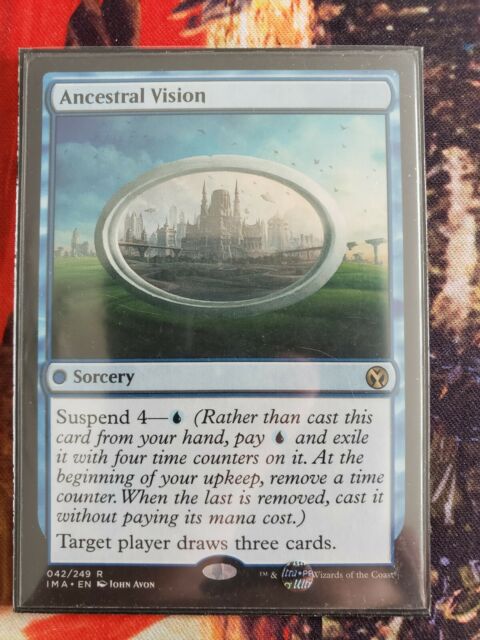 Ancestral Vision
Sorcery
Suspend 4— (Rather than cast this
card from your hand, pay and exile
it with four time counters on it. At the
beginning of your upkeep, remove a time
counter. When the last is removed, cast it
without paying its mana cost.)
Target player draws three cards.
042/249 R
IMA • EN John Avon
™ & Wizards of the Coast